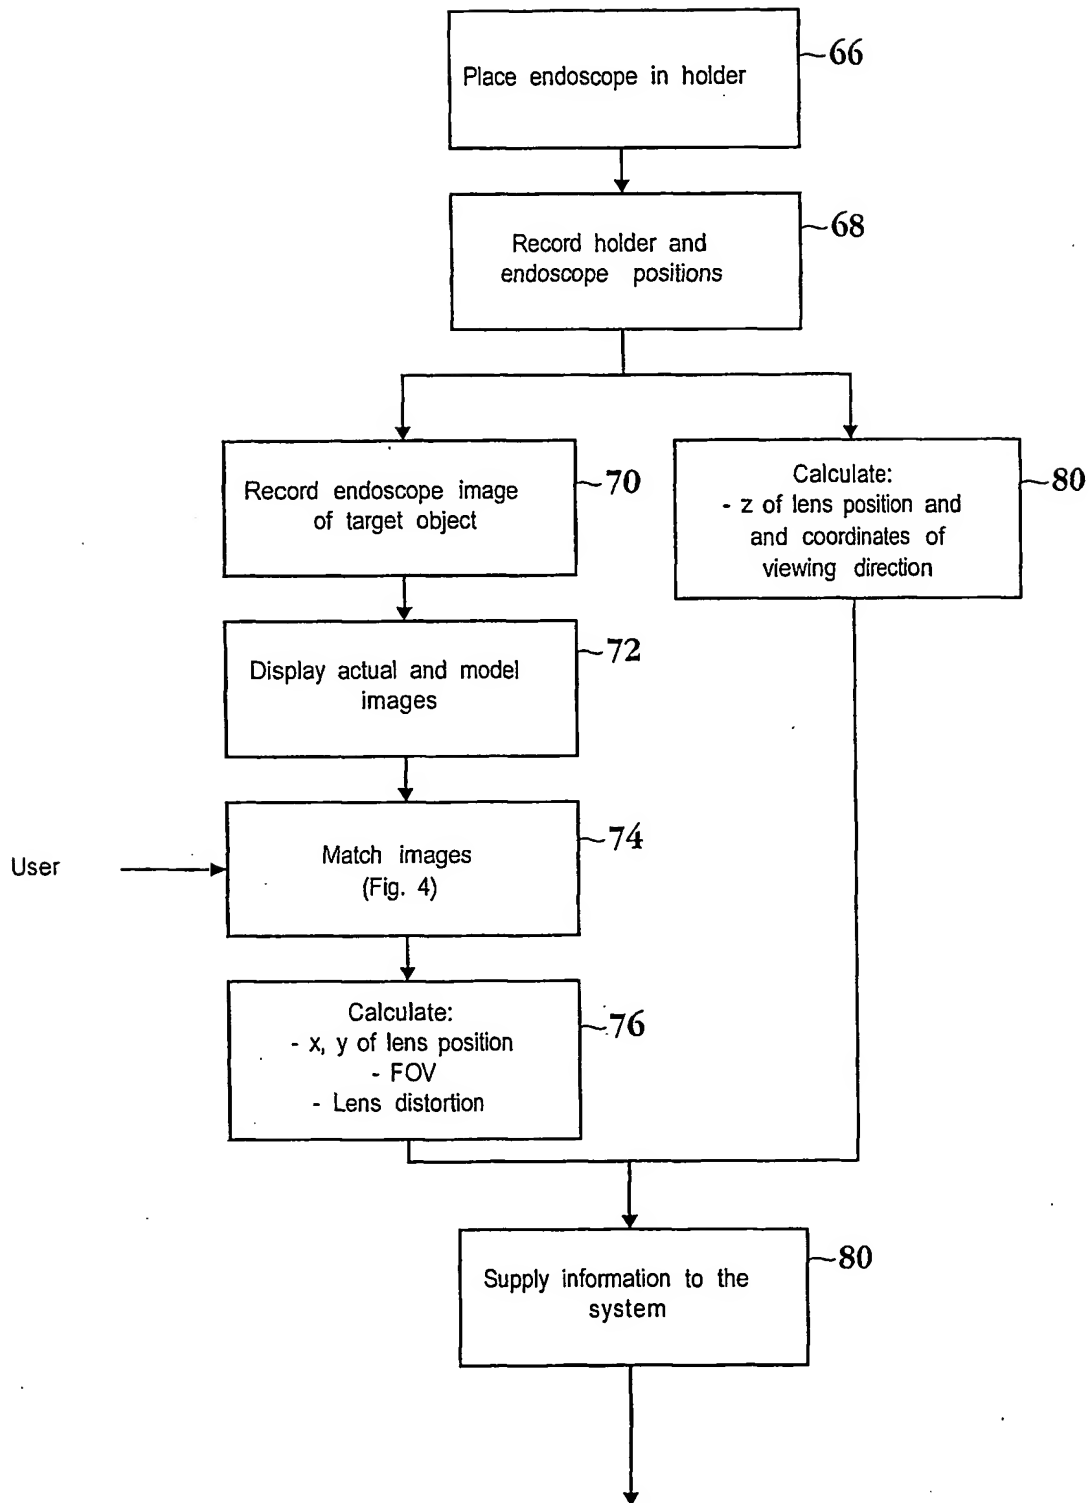 Place endoscope in holder
66
Record holder and
endoscope positions
68
Record endoscope image
of target object
70
Calculate:
- z of lens position and
and coordinates of
viewing direction
80
Display actual and model
images
72
User
Match images
(Fig. 4)
74
Calculate:
- x, y of lens position
- FOV
- Lens distortion
76
Supply information to the
system
80